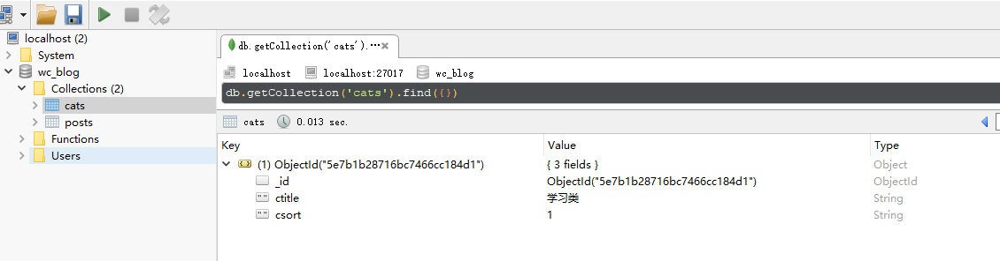 localhost (2)
System
wc_blog
Collections (2)
cats
posts
Functions
Users
db.getCollection('cats').⋯
localhost localhost:27017 wc_blog
db.getCollection('cats').find({})
cats 0.013 sec.
Key Value Type
(1) ObjectId("5e7b1b28716bc7466cc184d1") { 3 fields } Object
_id ObjectId("5e7b1b28716bc7466cc184d1") ObjectId
ctitle 学习类 String
csort 1 String